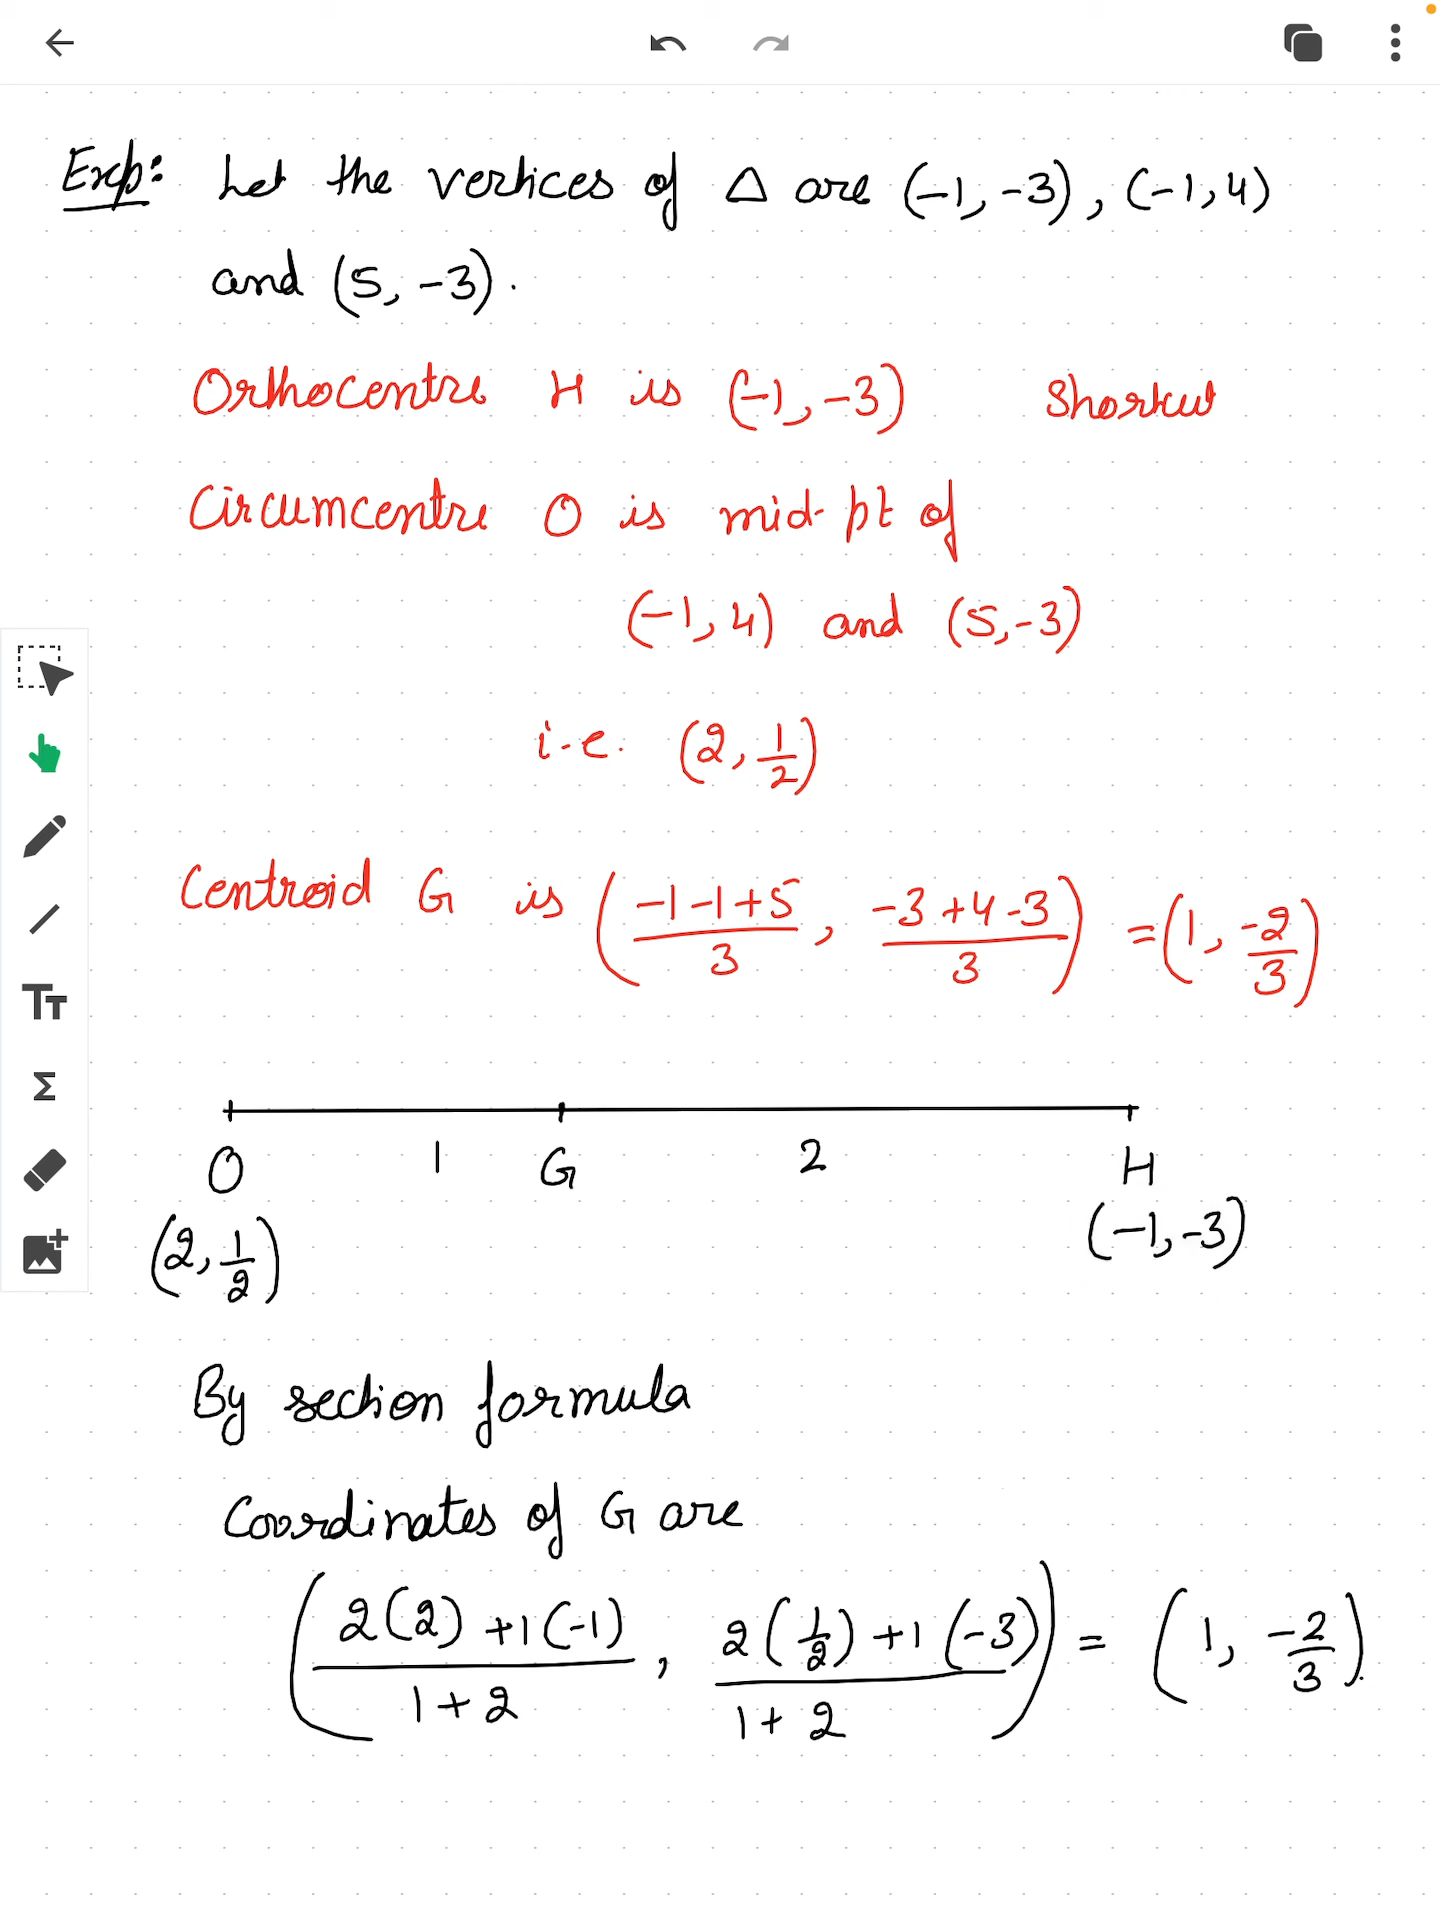 Exp: Let the vertices of Δ are (-1, -3), (-1, 4)
and (5, -3).
Orthocentre H is (-1, -3) Shortcut
Circumcentre O is mid-pt of
(-1, 4) and (5, -3)
i.e. (2, 1/2)
Centroid G is ((-1-1+5)/3, (-3+4-3)/3) = (1, -2/3)
O 1 G 2 H
(2, 1/2) (-1, -3)
By section formula
Coordinates of G are
((2(2)+1(-1))/(1+2), (2(1/2)+1(-3))/(1+2)) = (1, -2/3).
Tт
Σ